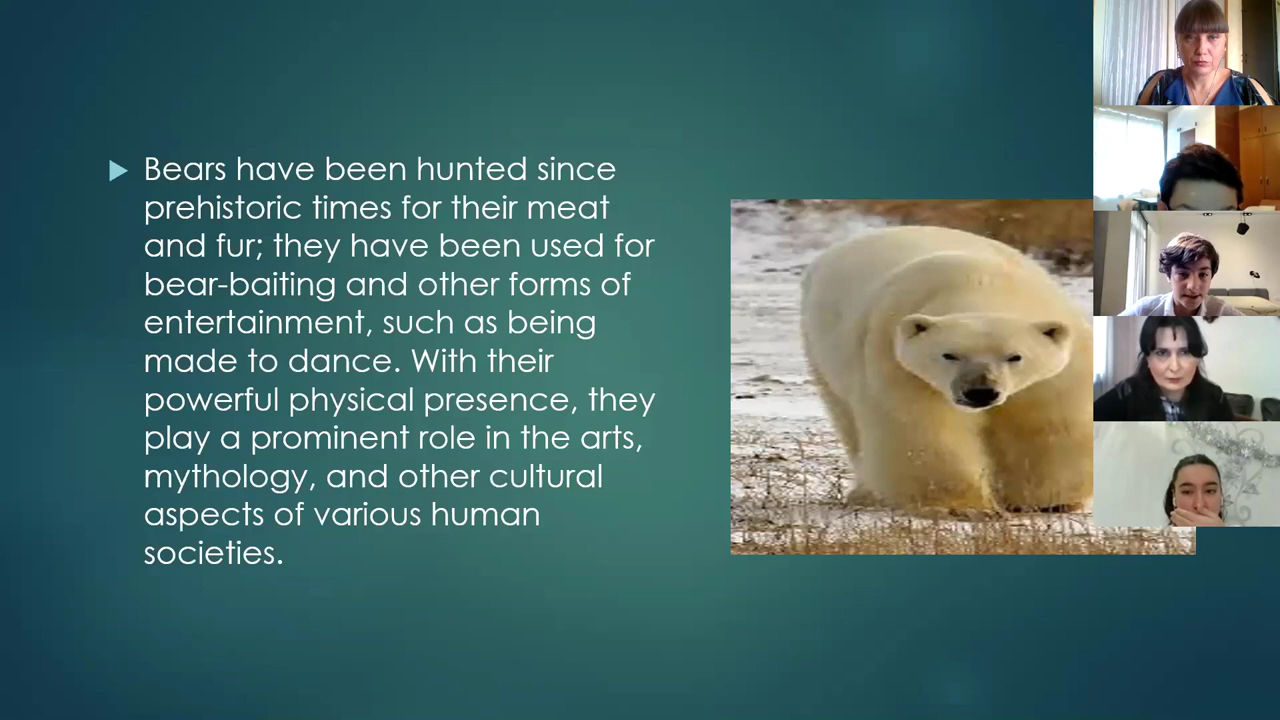 Bears have been hunted since
prehistoric times for their meat
and fur; they have been used for
bear-baiting and other forms of
entertainment, such as being
made to dance. With their
powerful physical presence, they
play a prominent role in the arts,
mythology, and other cultural
aspects of various human
societies.